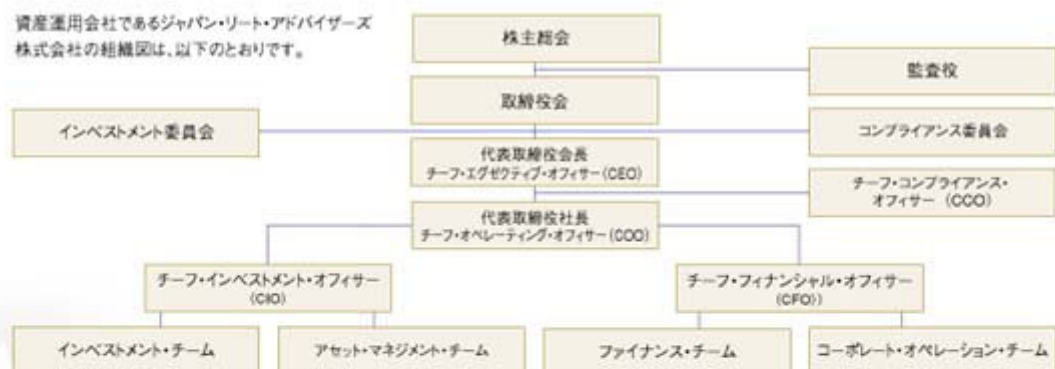 資産運用会社であるジャパン・リート・アドバイザーズ
株式会社の組織図は、以下のとおりです。
株主総会
監査役
取締役会
インベストメント委員会
コンプライアンス委員会
代表取締役会長
チーフ・エグゼクティブ・オフィサー(CEO)
チーフ・コンプライアンス・
オフィサー (CCO)
代表取締役社長
チーフ・オペレーティング・オフィサー(COO)
チーフ・インベストメント・オフィサー
(CIO)
チーフ・フィナンシャル・オフィサー
(CFO))
インベストメント・チーム
アセット・マネジメント・チーム
ファイナンス・チーム
コーポレート・オペレーション・チーム